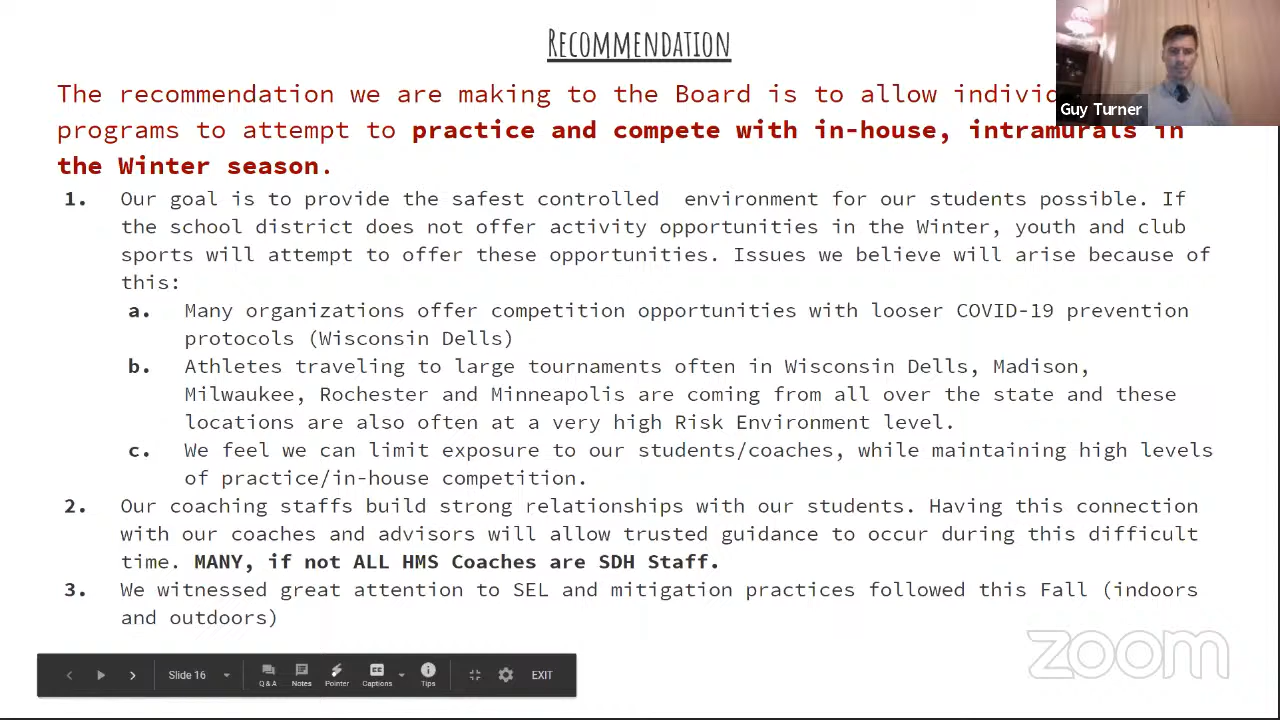 Recommendation
The recommendation we are making to the Board is to allow
programs to attempt to practice and compete with in-house, intramurals in
the Winter season.
1. Our goal is to provide the safest controlled environment for our students possible. If
the school district does not offer activity opportunities in the Winter, youth and club
sports will attempt to offer these opportunities. Issues we believe will arise because of
this:
a. Many organizations offer competition opportunities with looser COVID-19 prevention
protocols (Wisconsin Dells)
b. Athletes traveling to large tournaments often in Wisconsin Dells, Madison,
Milwaukee, Rochester and Minneapolis are coming from all over the state and these
locations are also often at a very high Risk Environment level.
c. We feel we can limit exposure to our students/coaches, while maintaining high levels
of practice/in-house competition.
2. Our coaching staffs build strong relationships with our students. Having this connection
with our coaches and advisors will allow trusted guidance to occur during this difficult
time. MANY, if not ALL HMS Coaches are SDH Staff.
3. We witnessed great attention to SEL and mitigation practices followed this Fall (indoors
and outdoors)
Guy Turner
zoom
Slide 16
Q & A
Notes
Pointer
Captions
Tips
EXIT